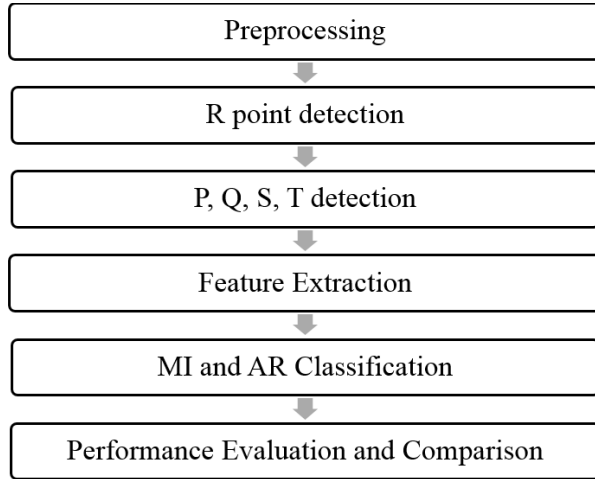 Preprocessing
R point detection
P, Q, S, T detection
Feature Extraction
MI and AR Classification
Performance Evaluation and Comparison